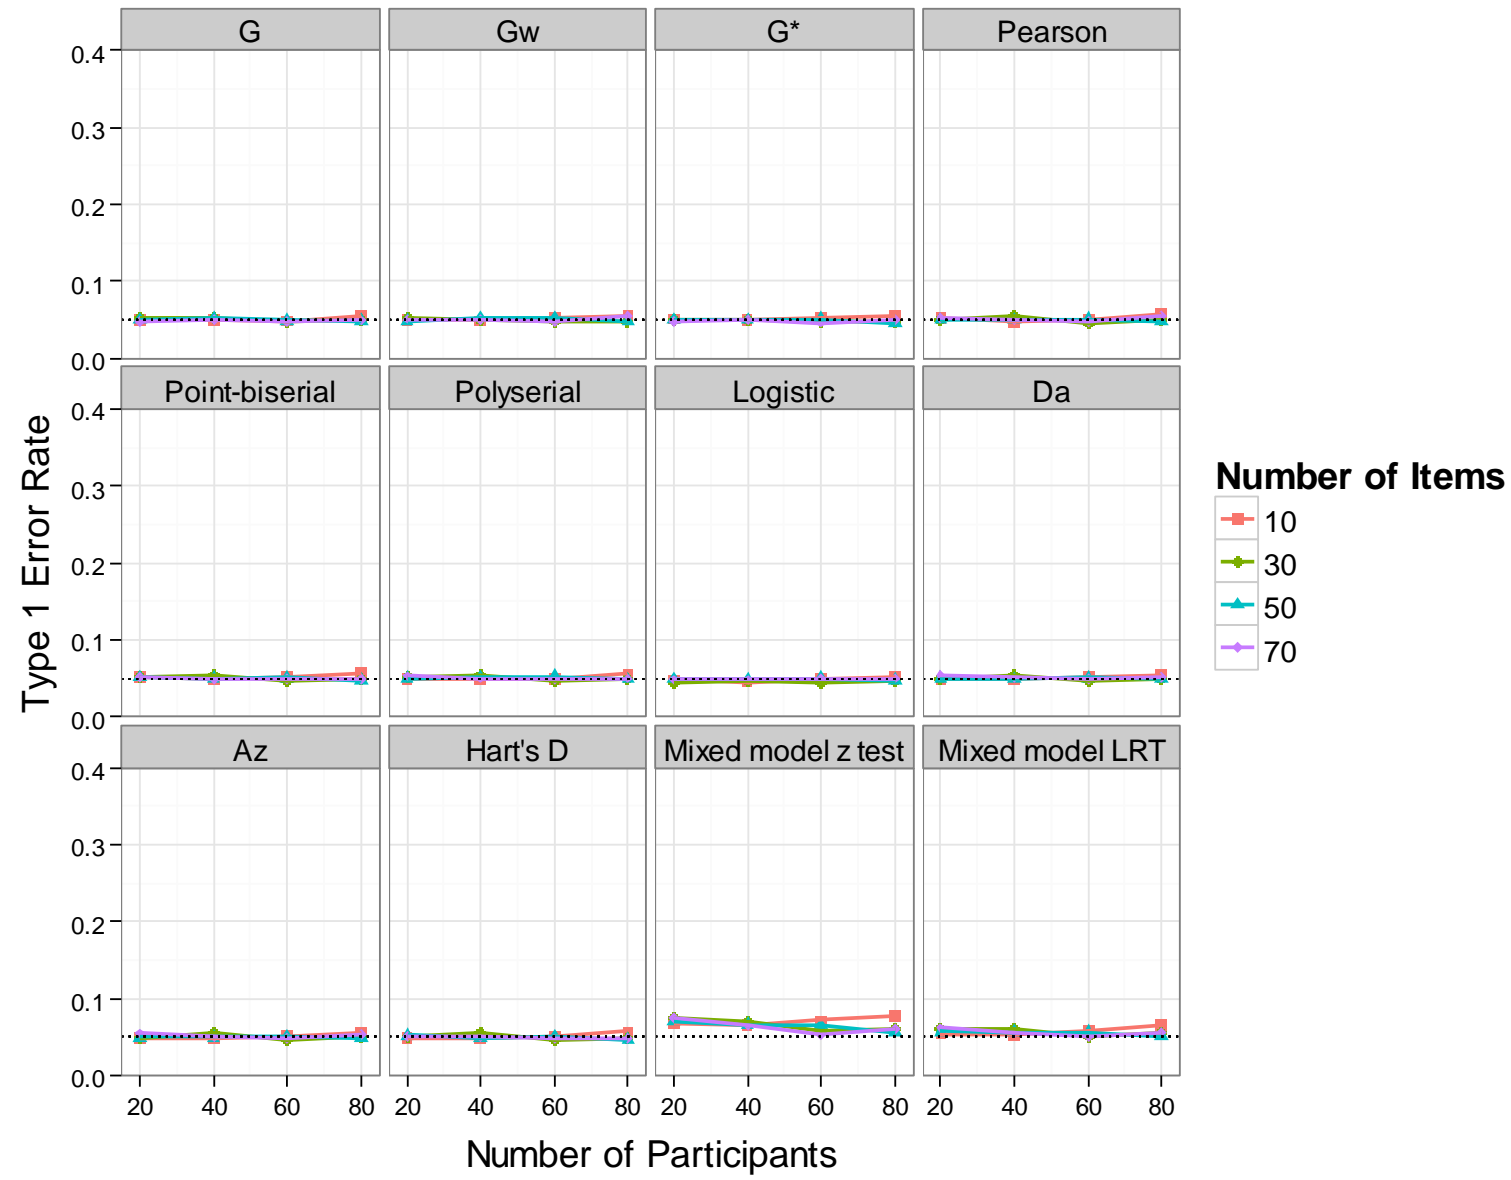 G Gw G* Pearson
0.4
0.3
0.2
0.1
0.0
Point-biserial Polyserial Logistic Da
0.4
0.3
0.2
0.1
0.0
Az Hart's D Mixed model z test Mixed model LRT
0.4
0.3
0.2
0.1
0.0
20 40 60 80 20 40 60 80 20 40 60 80 20 40 60 80
Number of Participants
Type 1 Error Rate
Number of Items
10
30
50
70